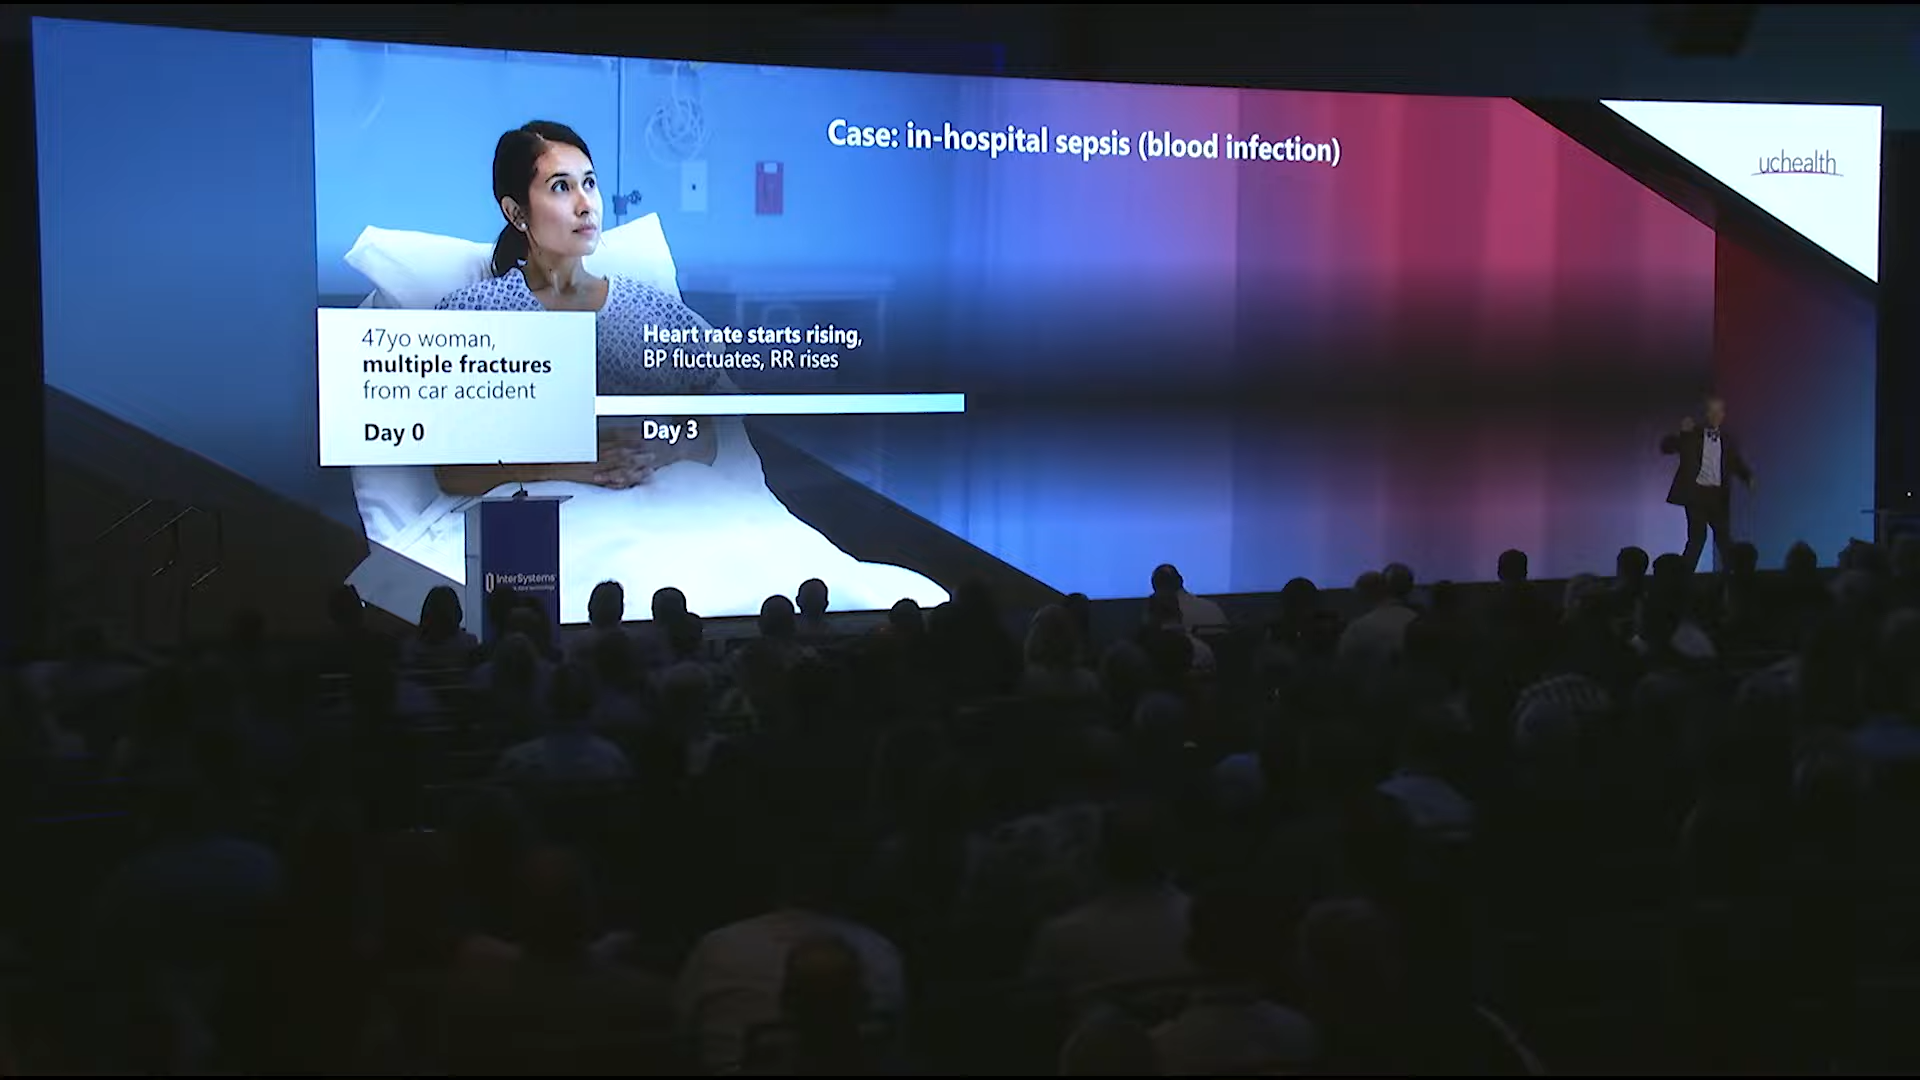 Case: in-hospital sepsis (blood infection)
uchealth
47yo woman,
multiple fractures
from car accident
Day 0
Heart rate starts rising,
BP fluctuates, RR rises
Day 3
InterSystems